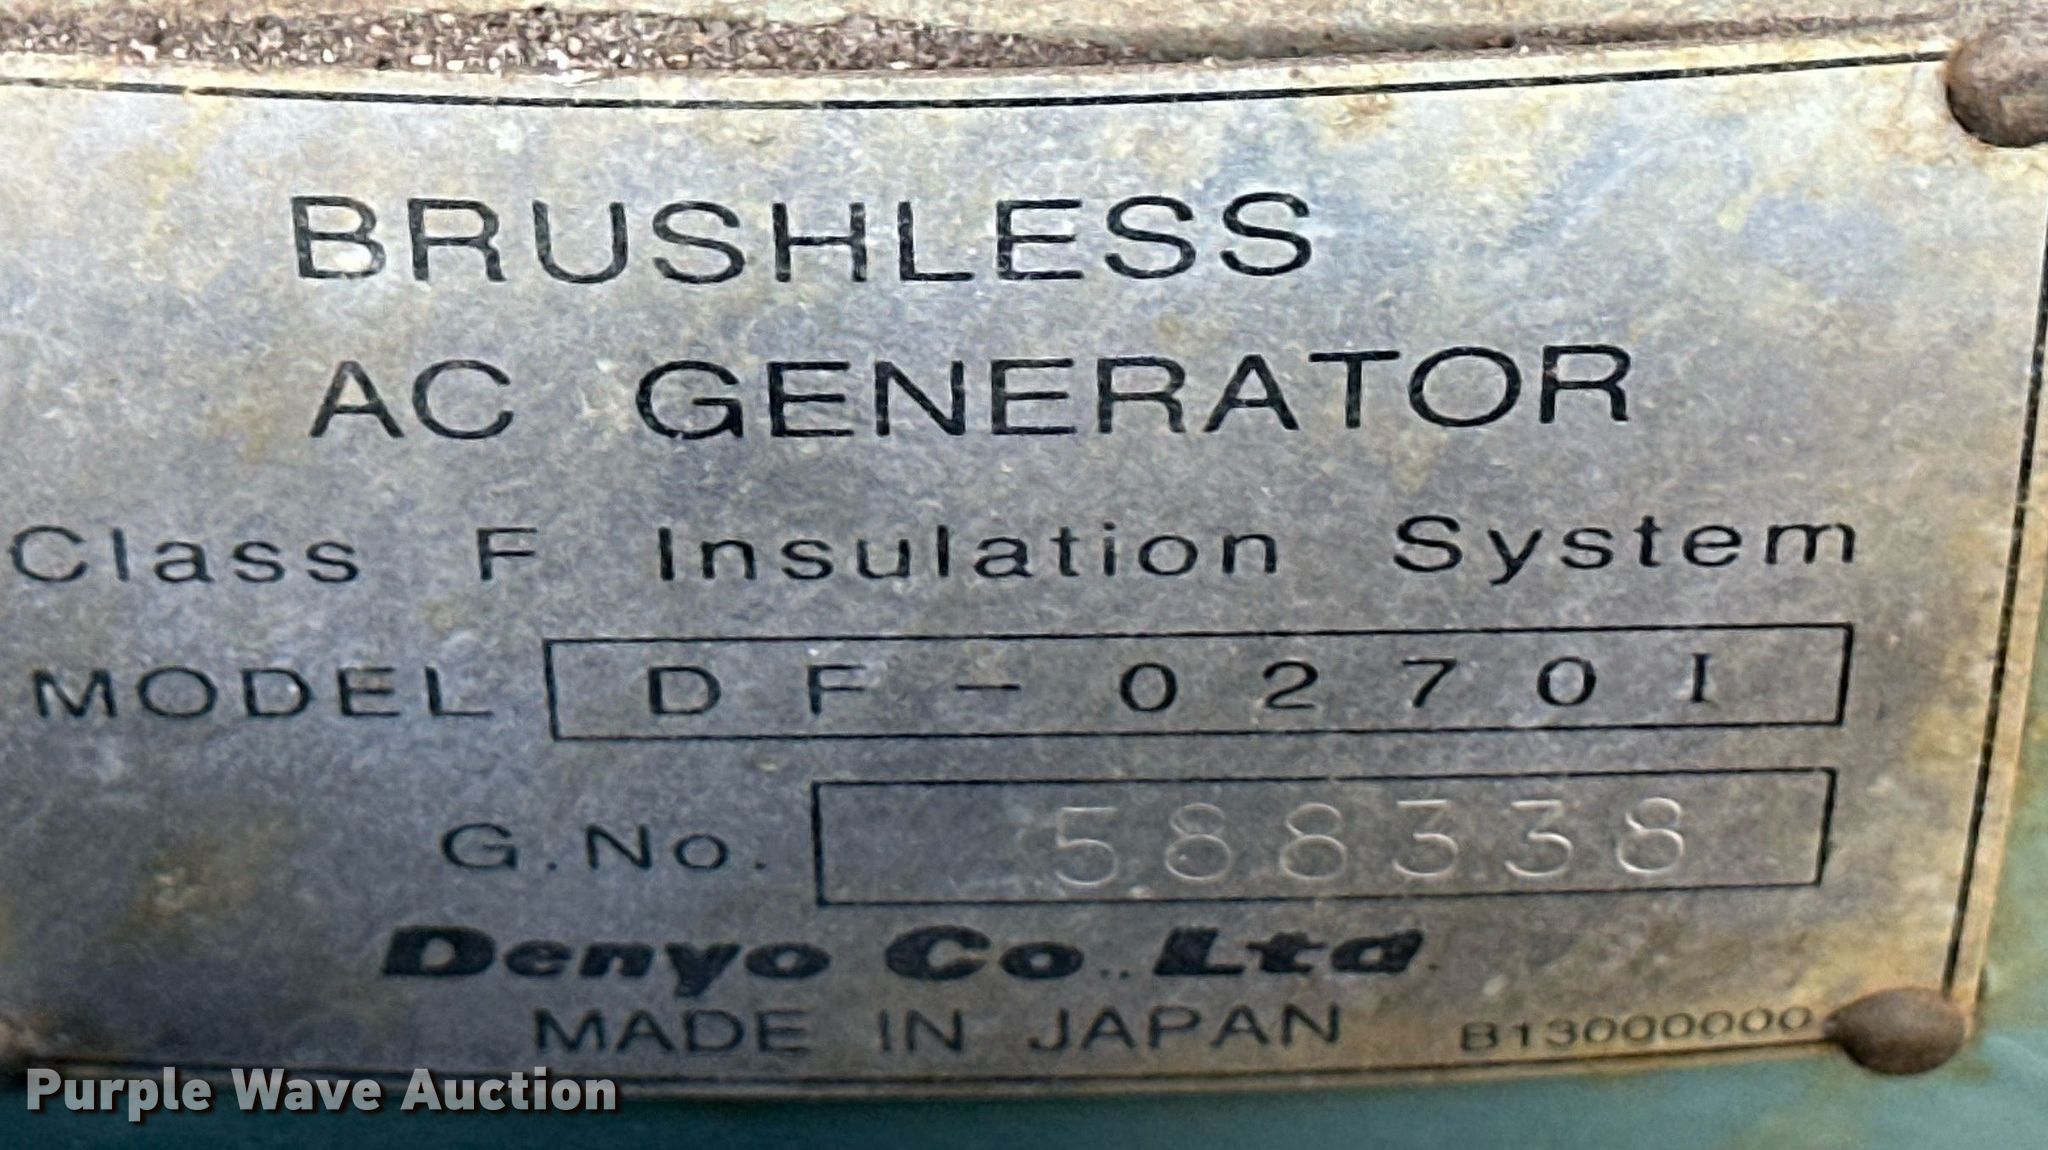 BRUSHLESS
AC GENERATOR
Class F Insulation System
MODEL DF-0270I
G.No. 588338
Denyo Co.,Ltd.
MADE IN JAPAN B13000000
Purple Wave Auction